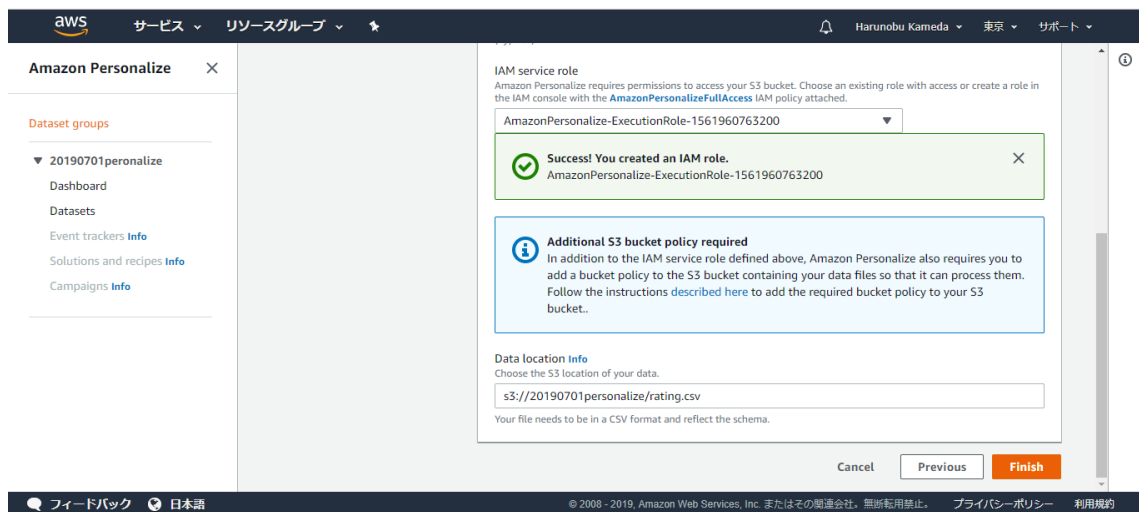 aws サービス リソースグループ Harunobu Kameda 東京 サポート
Amazon Personalize
Dataset groups
20190701peronalize
Dashboard
Datasets
Event trackers Info
Solutions and recipes Info
Campaigns Info
IAM service role
Amazon Personalize requires permissions to access your S3 bucket. Choose an existing role with access or create a role in
the IAM console with the AmazonPersonalizeFullAccess IAM policy attached.
AmazonPersonalize-ExecutionRole-1561960763200
Success! You created an IAM role.
AmazonPersonalize-ExecutionRole-1561960763200
Additional S3 bucket policy required
In addition to the IAM service role defined above, Amazon Personalize also requires you to
add a bucket policy to the S3 bucket containing your data files so that it can process them.
Follow the instructions described here to add the required bucket policy to your S3
bucket..
Data location Info
Choose the S3 location of your data.
s3://20190701personalize/rating.csv
Your file needs to be in a CSV format and reflect the schema.
Cancel Previous Finish
フィードバック 日本語 © 2008 - 2019, Amazon Web Services, Inc. またはその関連会社。無断転用禁止。 プライバシーポリシー 利用規約